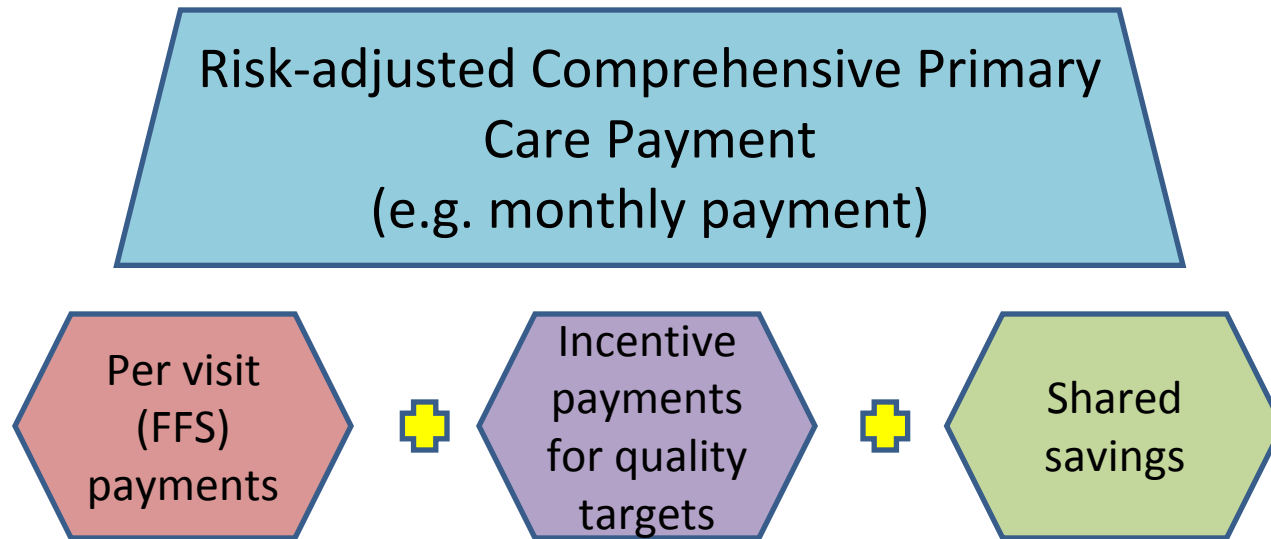 Risk-adjusted Comprehensive Primary
Care Payment
(e.g. monthly payment)
Per visit
(FFS)
payments
Incentive
payments
for quality
targets
Shared
savings